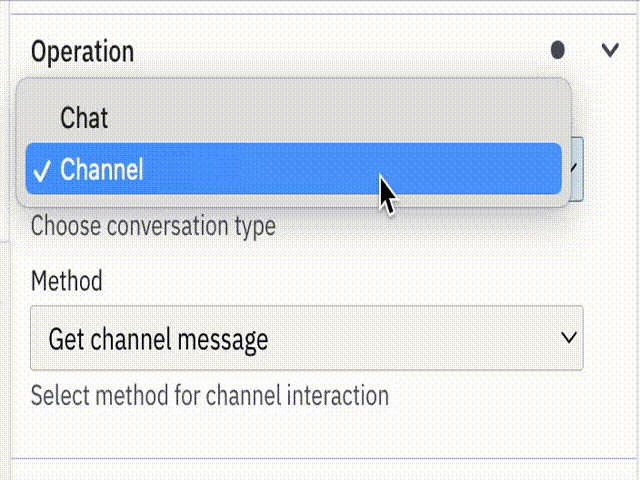 Operation
Chat
✓ Channel
Choose conversation type
Method
Get channel message
Select method for channel interaction